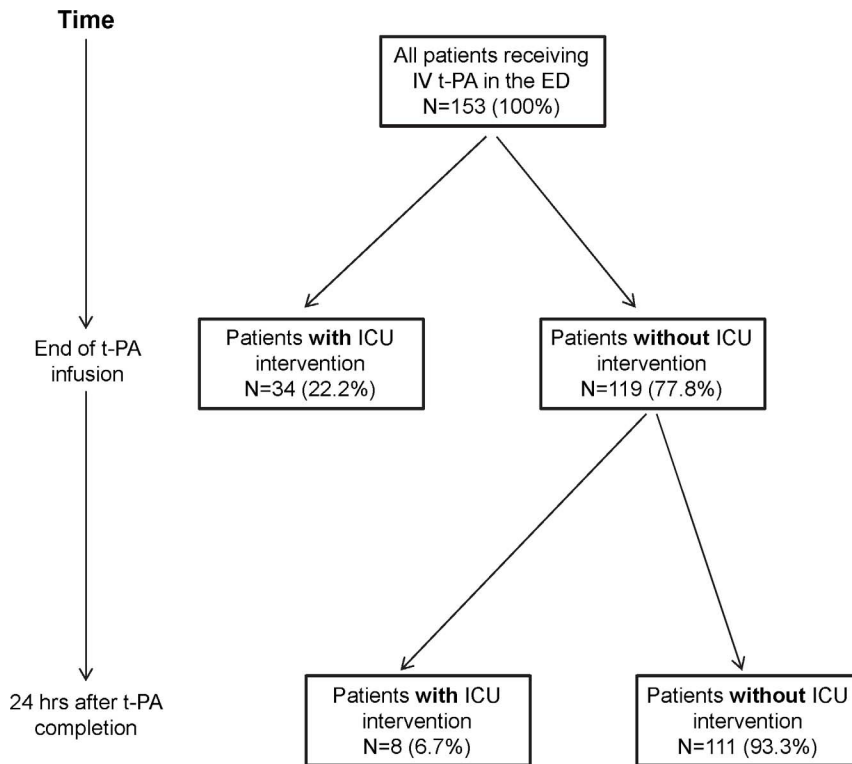 Time
All patients receiving
IV t-PA in the ED
N=153 (100%)
End of t-PA
infusion
Patients with ICU
intervention
N=34 (22.2%)
Patients without ICU
intervention
N=119 (77.8%)
24 hrs after t-PA
completion
Patients with ICU
intervention
N=8 (6.7%)
Patients without ICU
intervention
N=111 (93.3%)